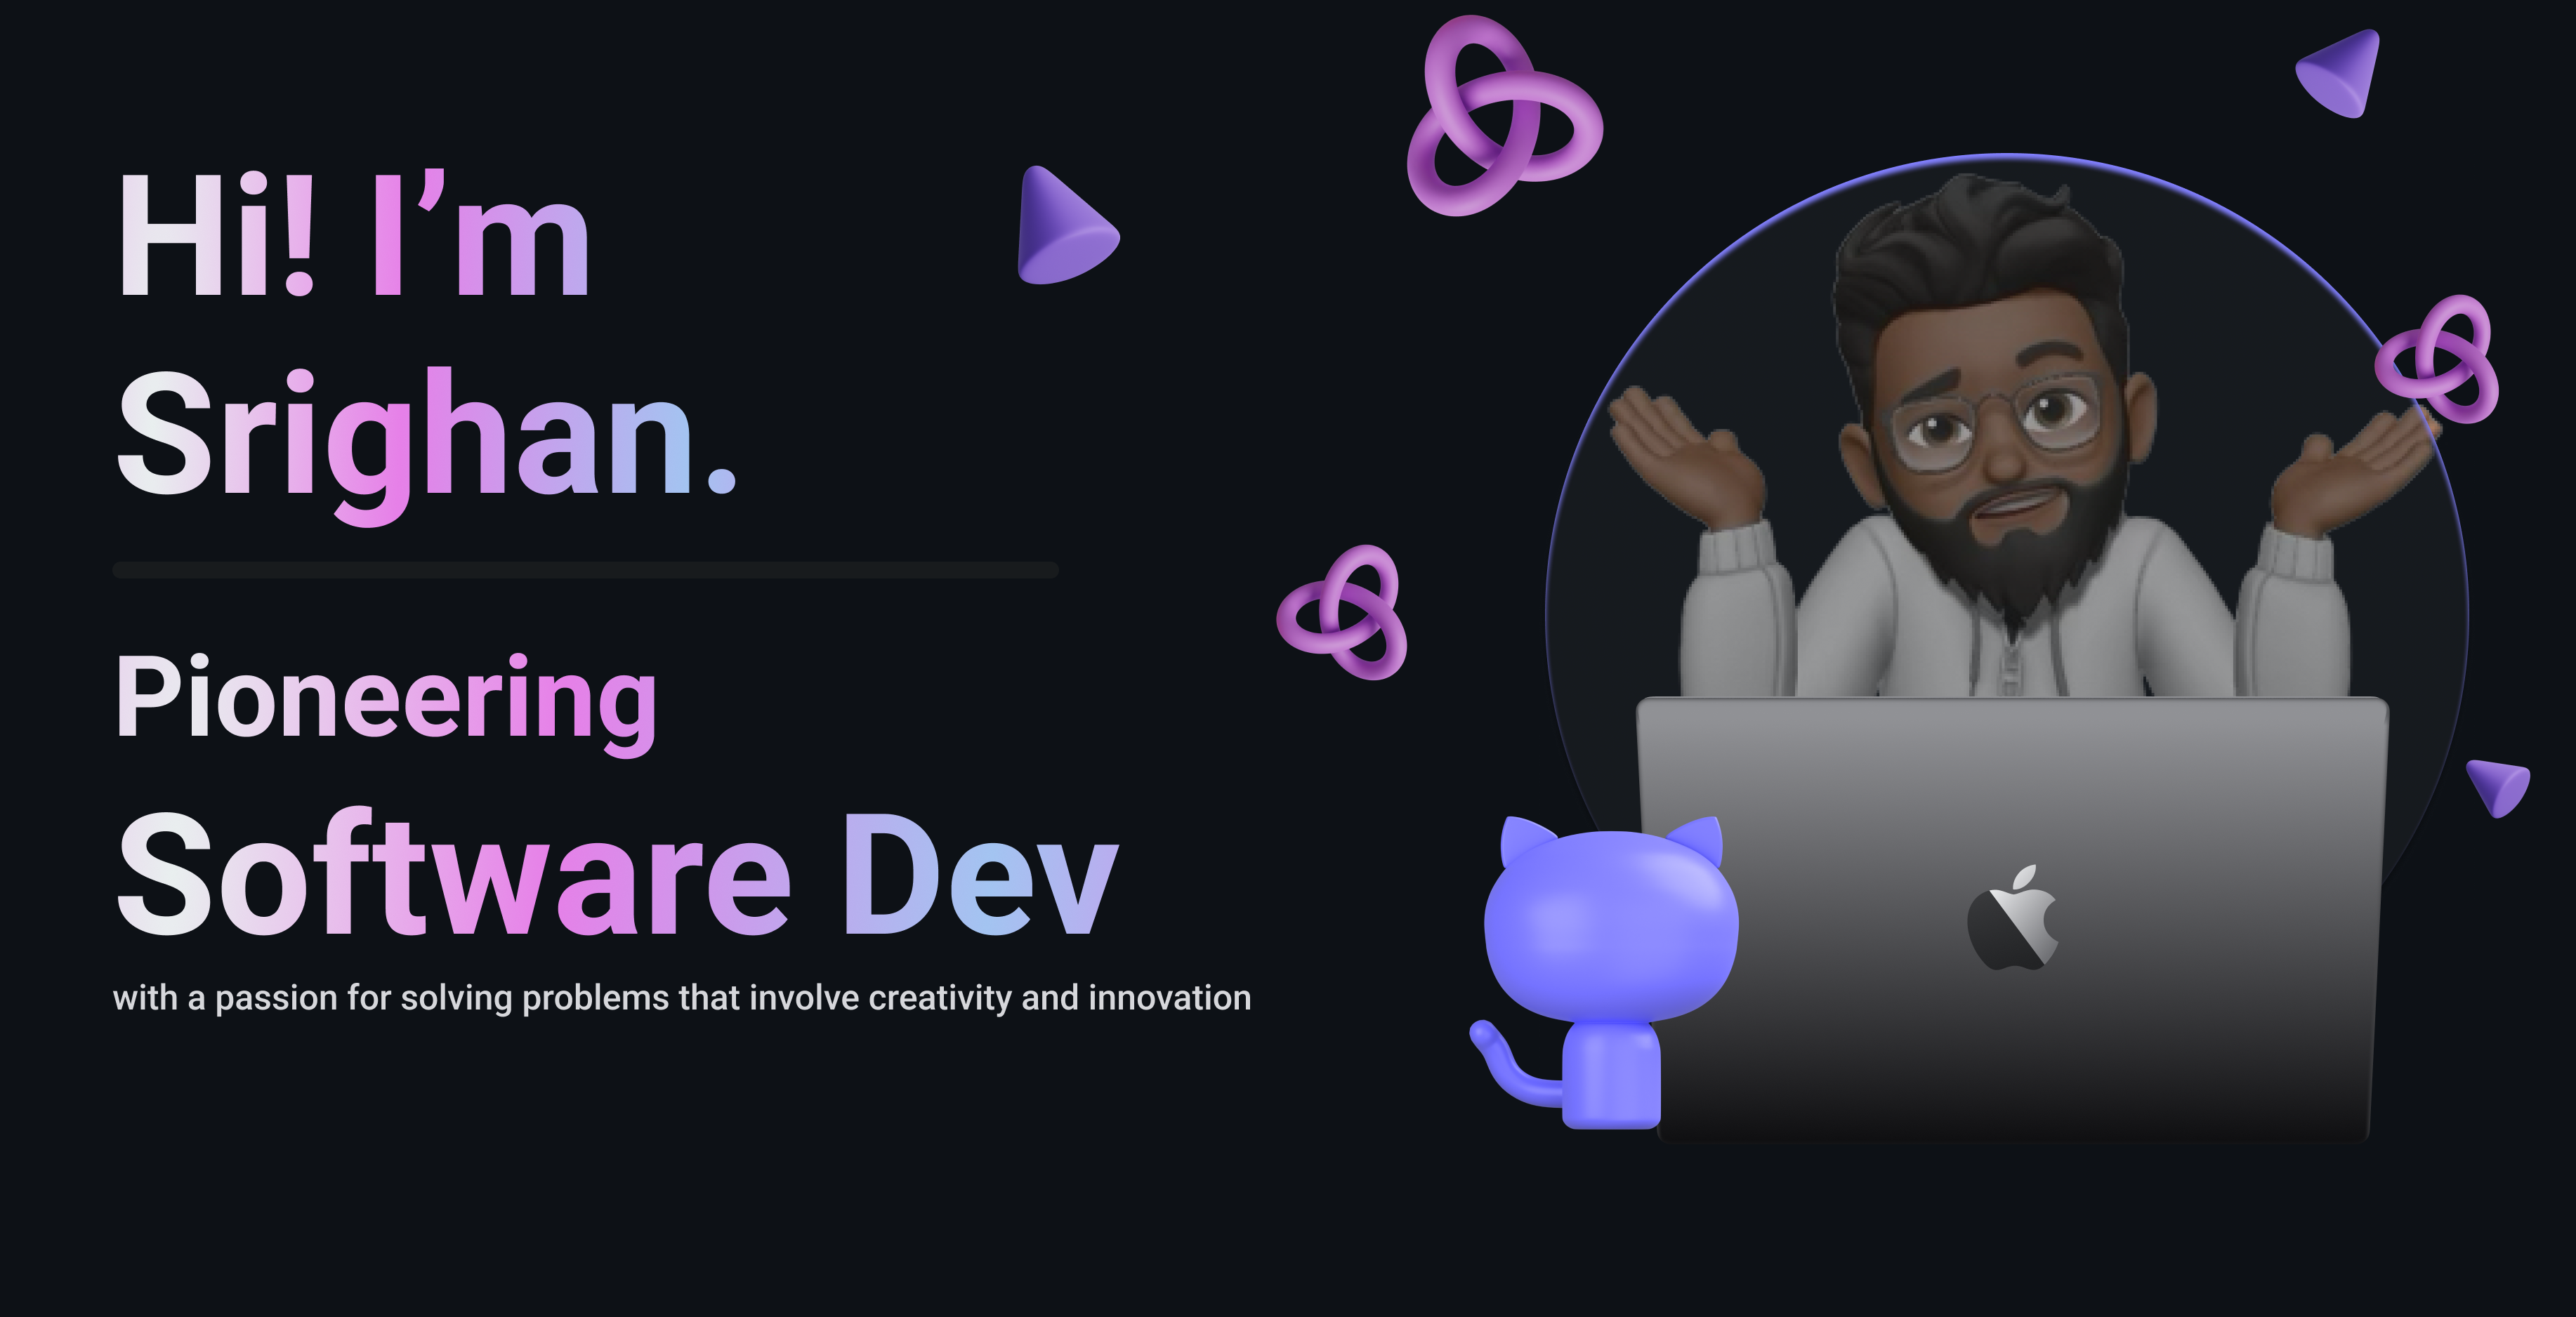 Hi! I’m
Srighan.
Pioneering
Software Dev
with a passion for solving problems that involve creativity and innovation